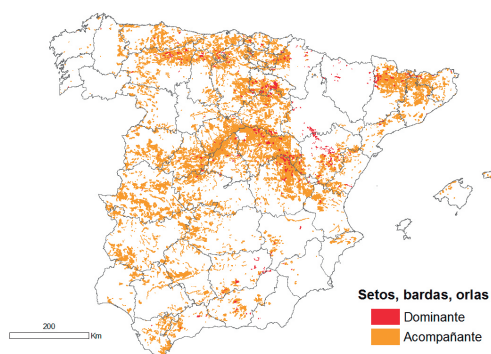 Setos, bardas, orlas
Dominante
Acompañante
200
Km